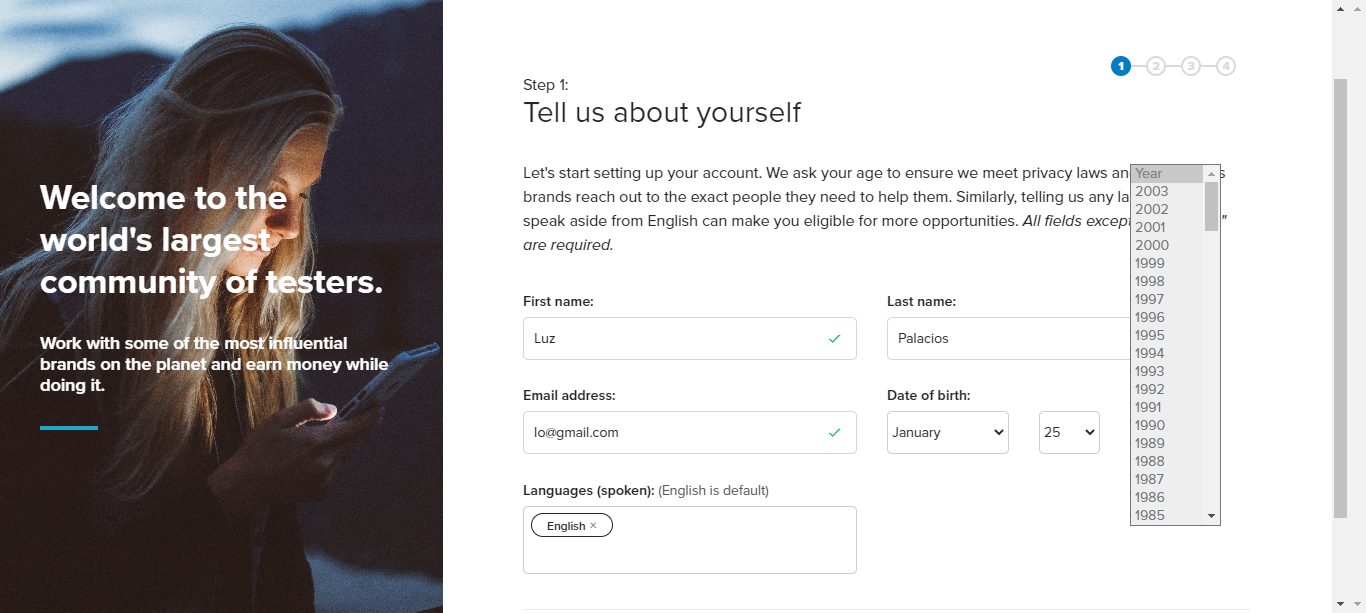 Welcome to the
world's largest
community of testers.
Work with some of the most influential
brands on the planet and earn money while
doing it.
1 2 3 4
Step 1:
Tell us about yourself
Let's start setting up your account. We ask your age to ensure we meet privacy laws an s
brands reach out to the exact people they need to help them. Similarly, telling us any la
speak aside from English can make you eligible for more opportunities. All fields except "
are required.
First name:
Luz
Last name:
Palacios
Email address:
lo@gmail.com
Date of birth:
January
25
Year
2003
2002
2001
2000
1999
1998
1997
1996
1995
1994
1993
1992
1991
1990
1989
1988
1987
1986
1985
Languages (spoken): (English is default)
English ×